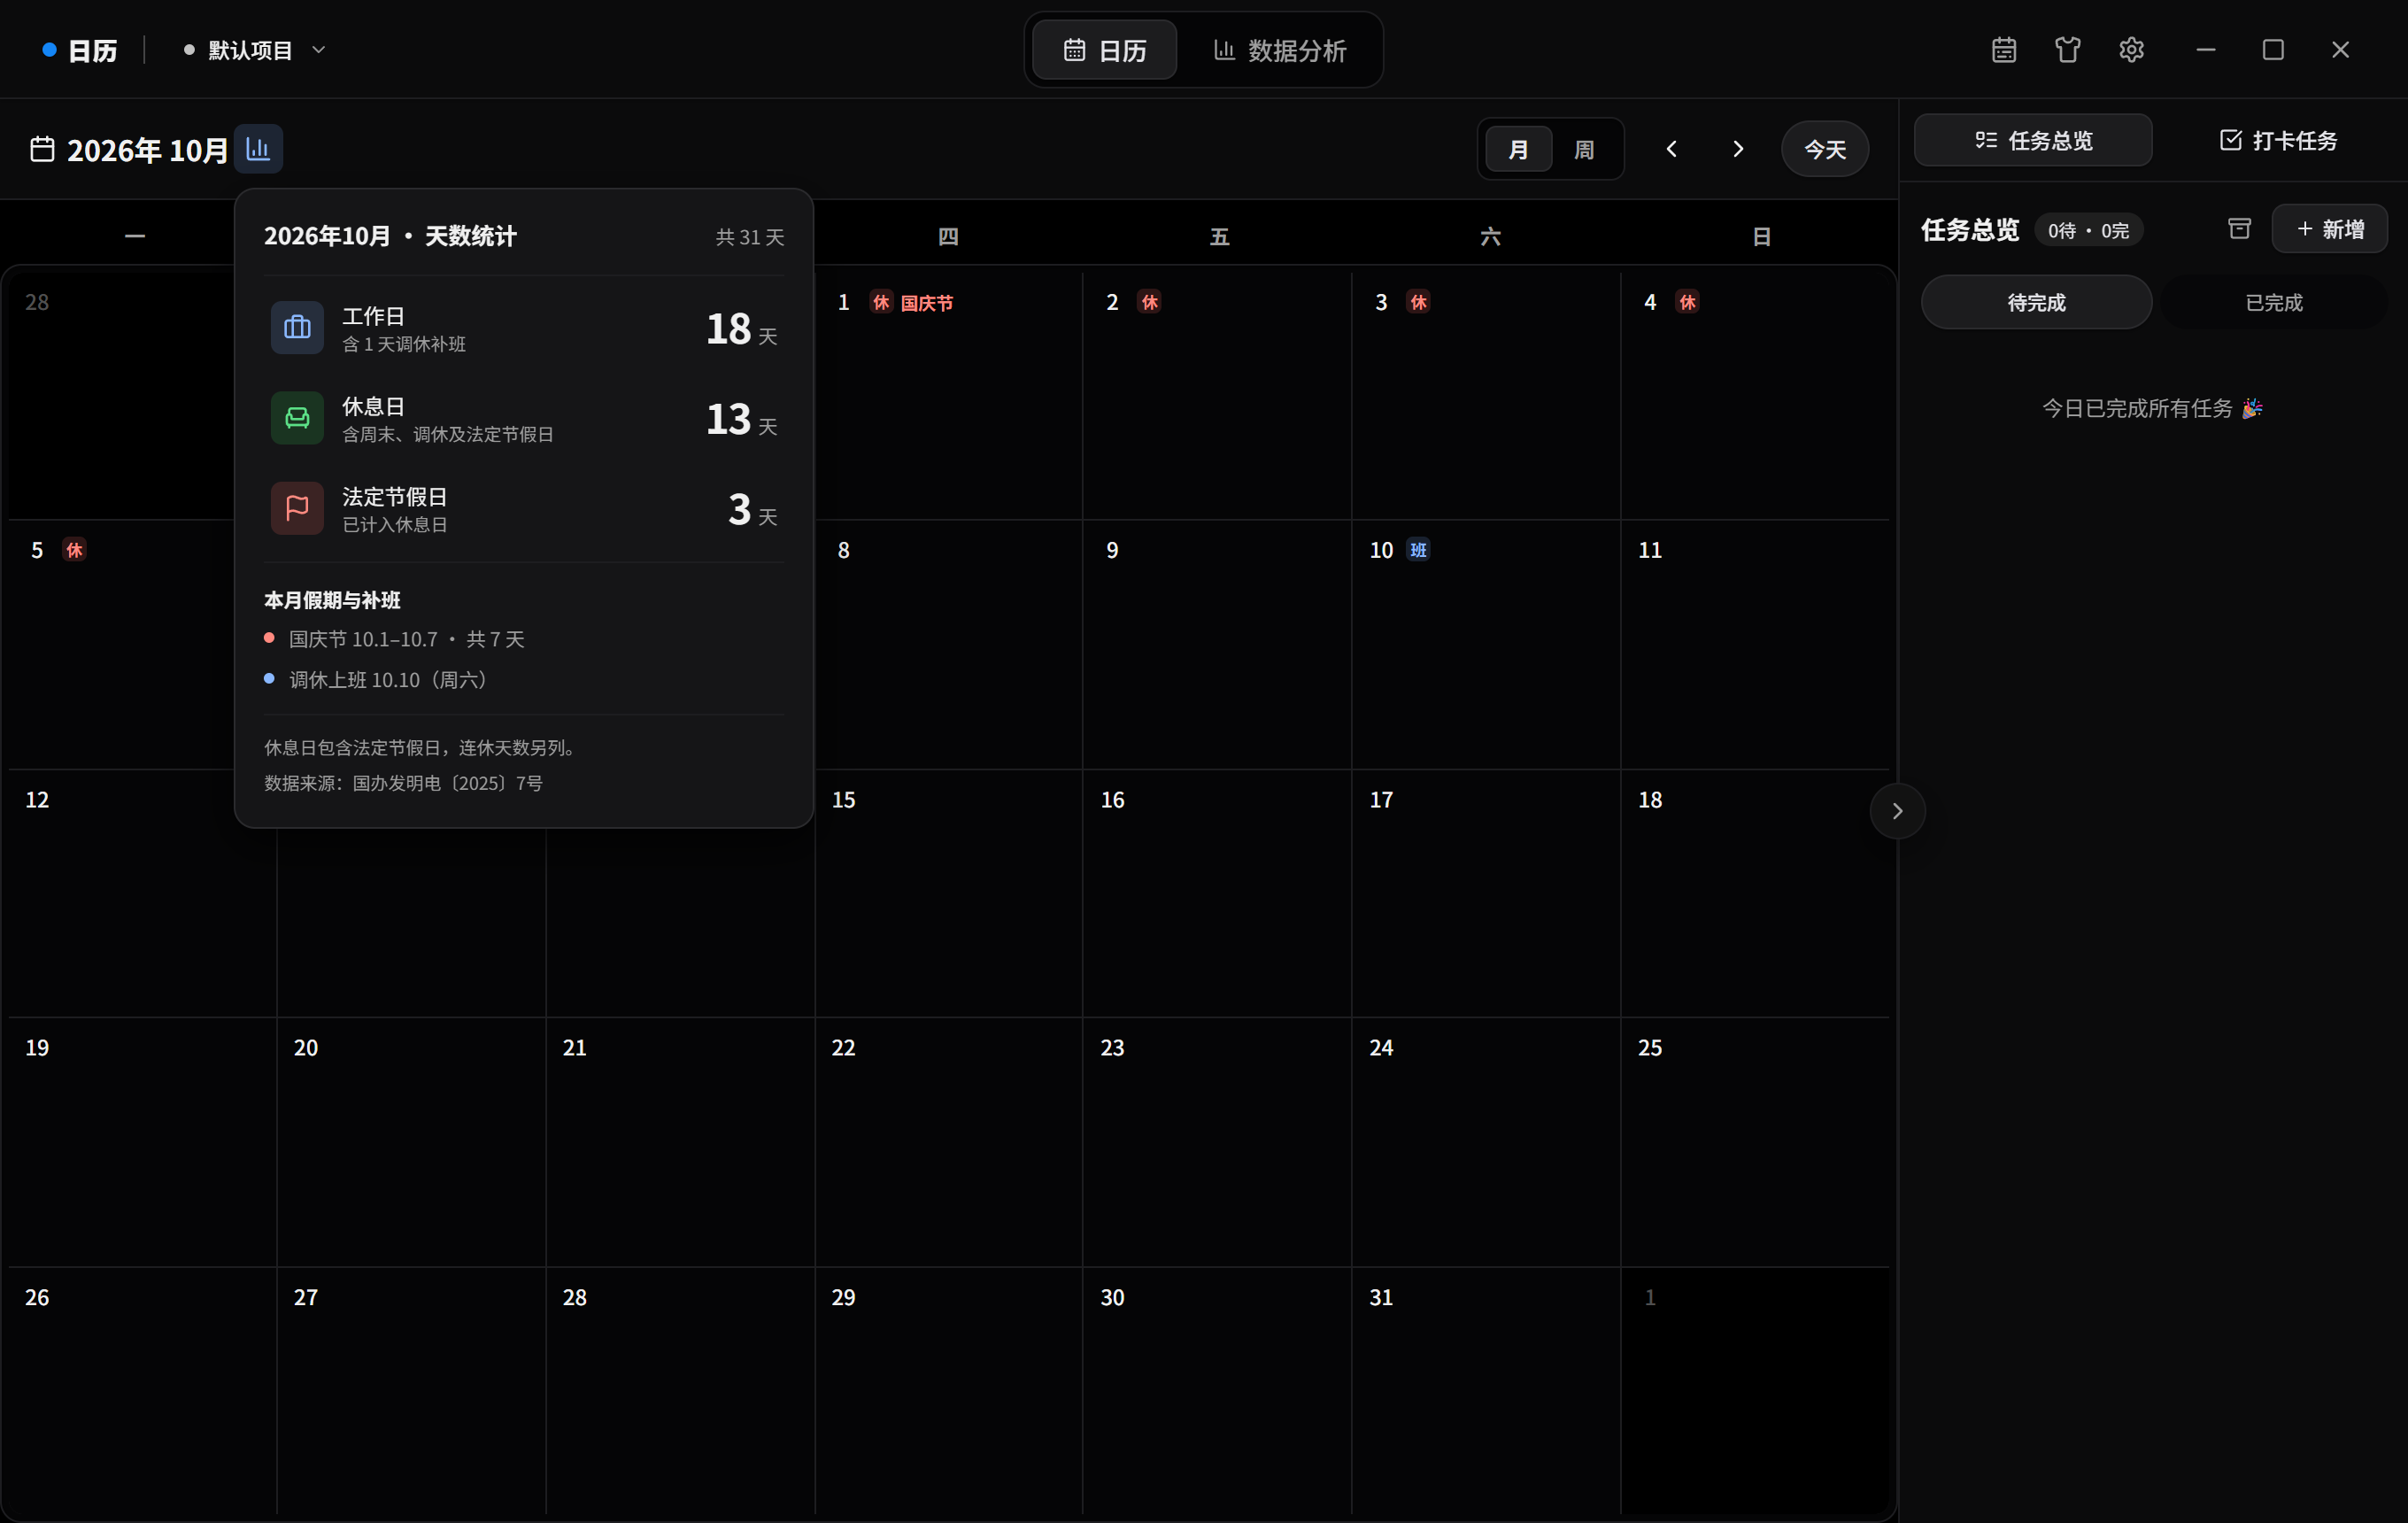 日历
默认项目
日历
数据分析
2026年 10月
月
周
今天
任务总览
打卡任务
一
四
五
六
日
2026年10月 · 天数统计
共 31 天
工作日
含 1 天调休补班
18 天
休息日
含周末、调休及法定节假日
13 天
法定节假日
已计入休息日
3 天
本月假期与补班
国庆节 10.1–10.7 · 共 7 天
调休上班 10.10（周六）
休息日包含法定节假日，连休天数另列。
数据来源：国办发明电〔2025〕7号
28
1 休 国庆节
2 休
3 休
4 休
5 休
8
9
10 班
11
12
15
16
17
18
19
20
21
22
23
24
25
26
27
28
29
30
31
1
任务总览
0待 · 0完
新增
待完成
已完成
今日已完成所有任务 🎉